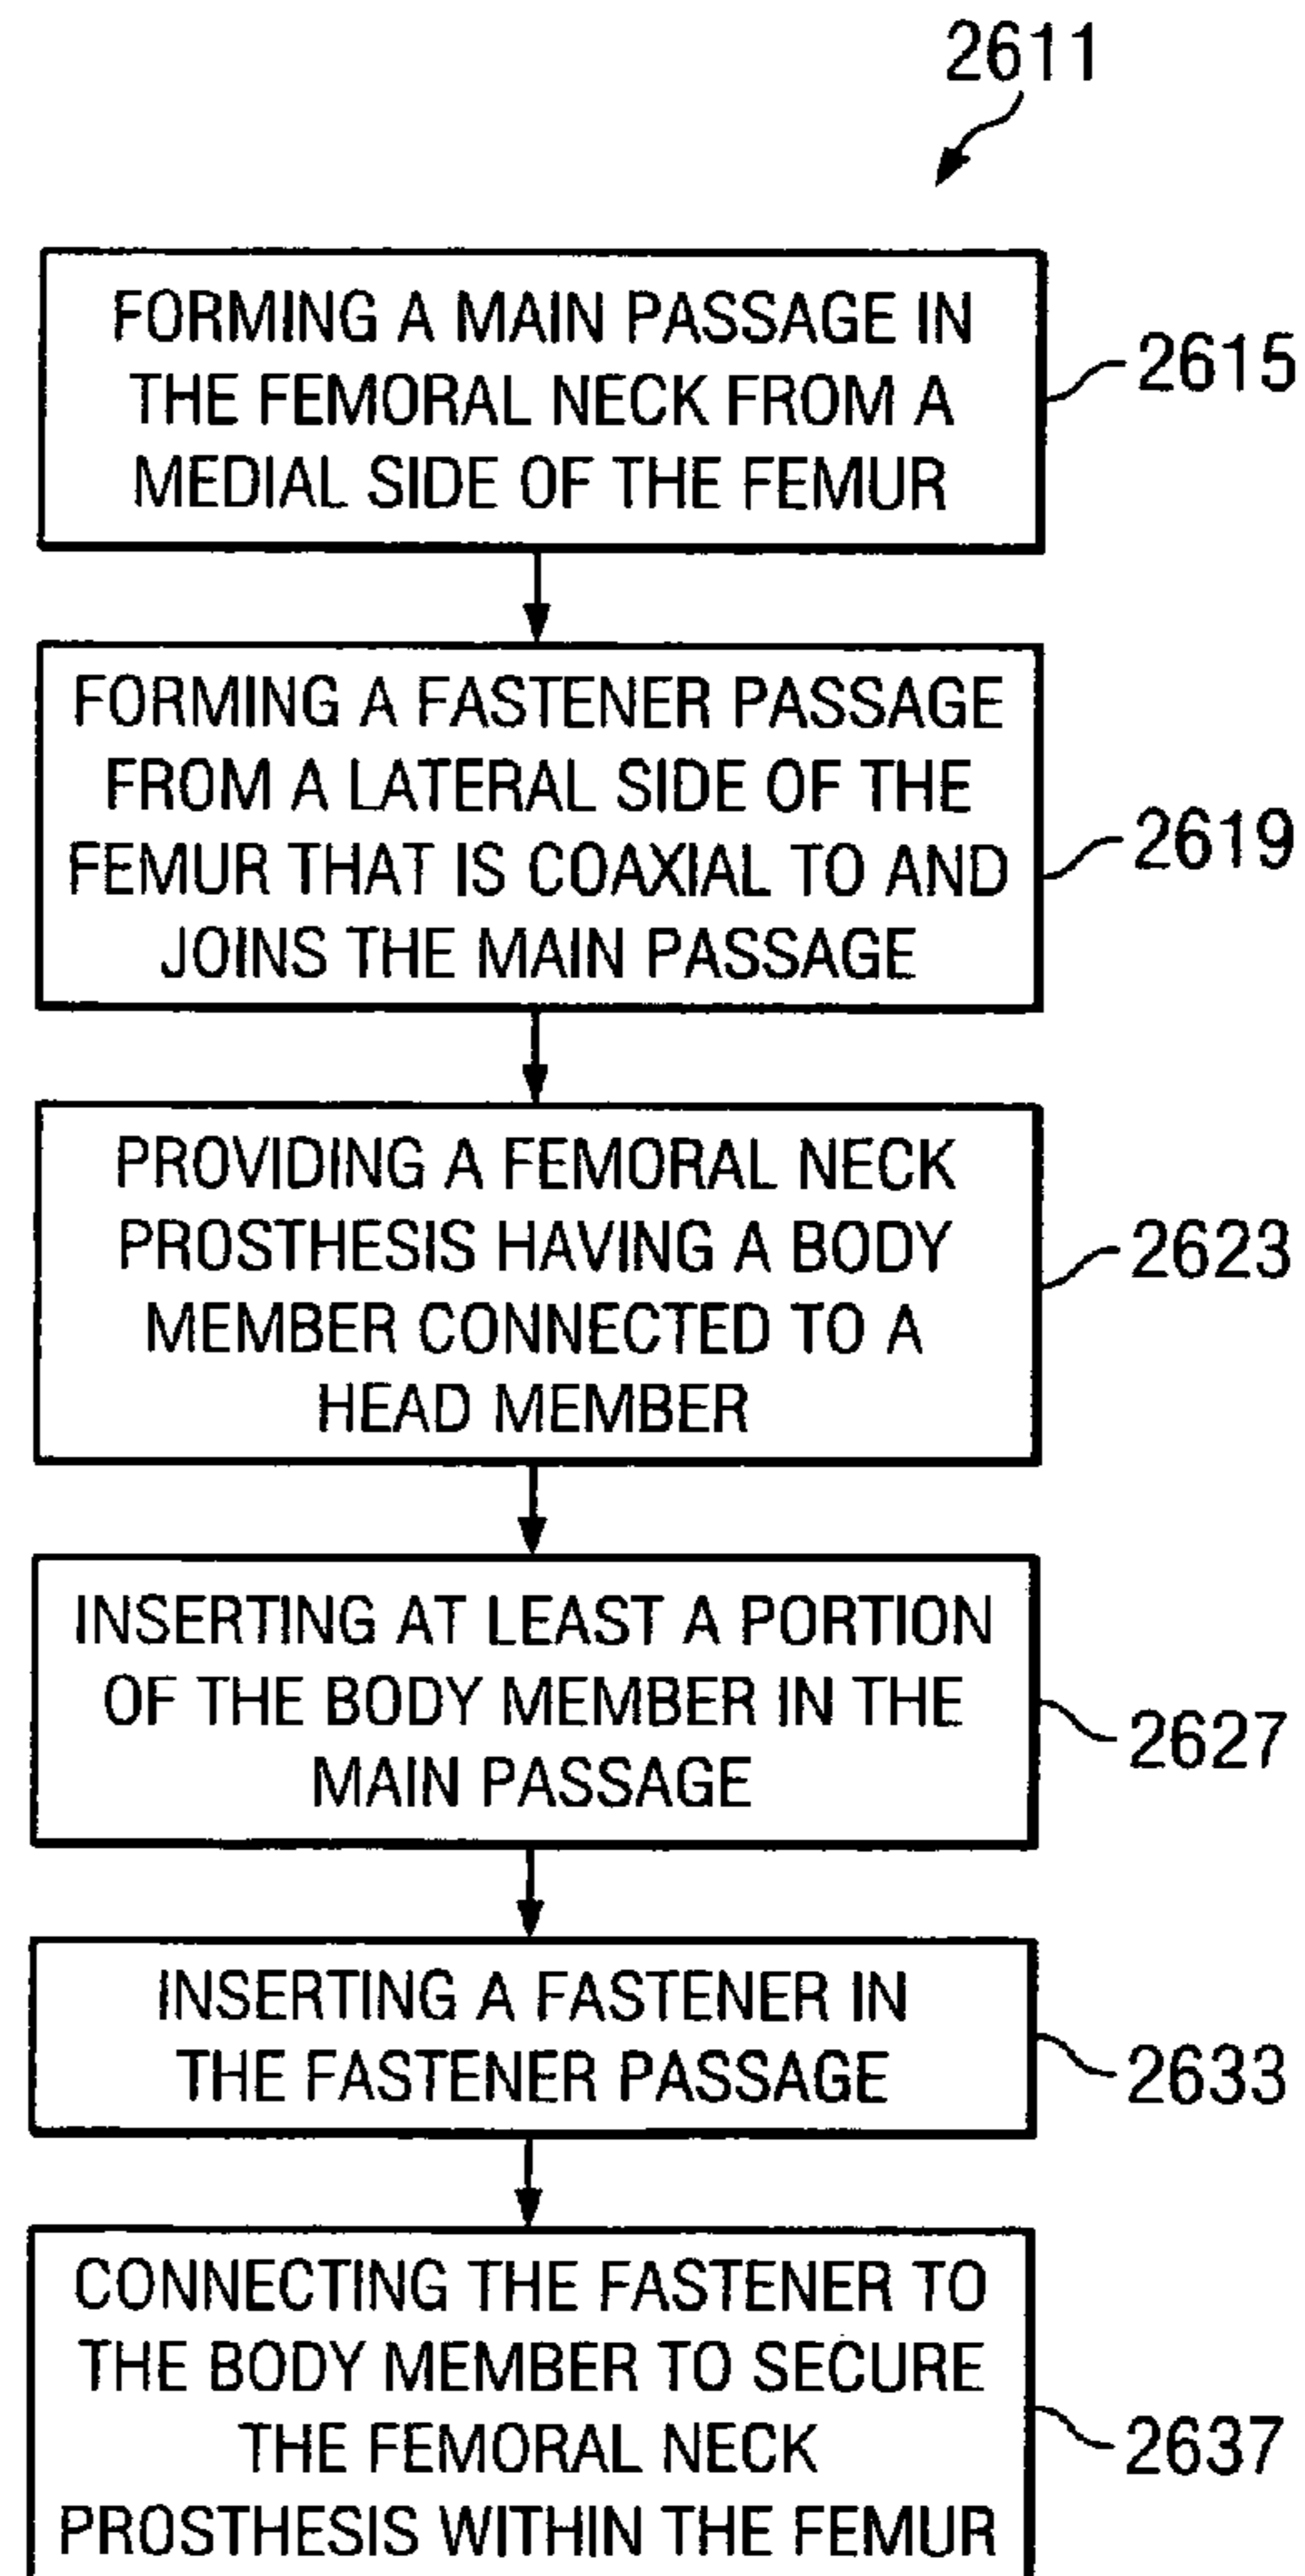 2611
FORMING A MAIN PASSAGE IN
THE FEMORAL NECK FROM A
MEDIAL SIDE OF THE FEMUR
2615
FORMING A FASTENER PASSAGE
FROM A LATERAL SIDE OF THE
FEMUR THAT IS COAXIAL TO AND
JOINS THE MAIN PASSAGE
2619
PROVIDING A FEMORAL NECK
PROSTHESIS HAVING A BODY
MEMBER CONNECTED TO A
HEAD MEMBER
2623
INSERTING AT LEAST A PORTION
OF THE BODY MEMBER IN THE
MAIN PASSAGE
2627
INSERTING A FASTENER IN
THE FASTENER PASSAGE
2633
CONNECTING THE FASTENER TO
THE BODY MEMBER TO SECURE
THE FEMORAL NECK
PROSTHESIS WITHIN THE FEMUR
2637